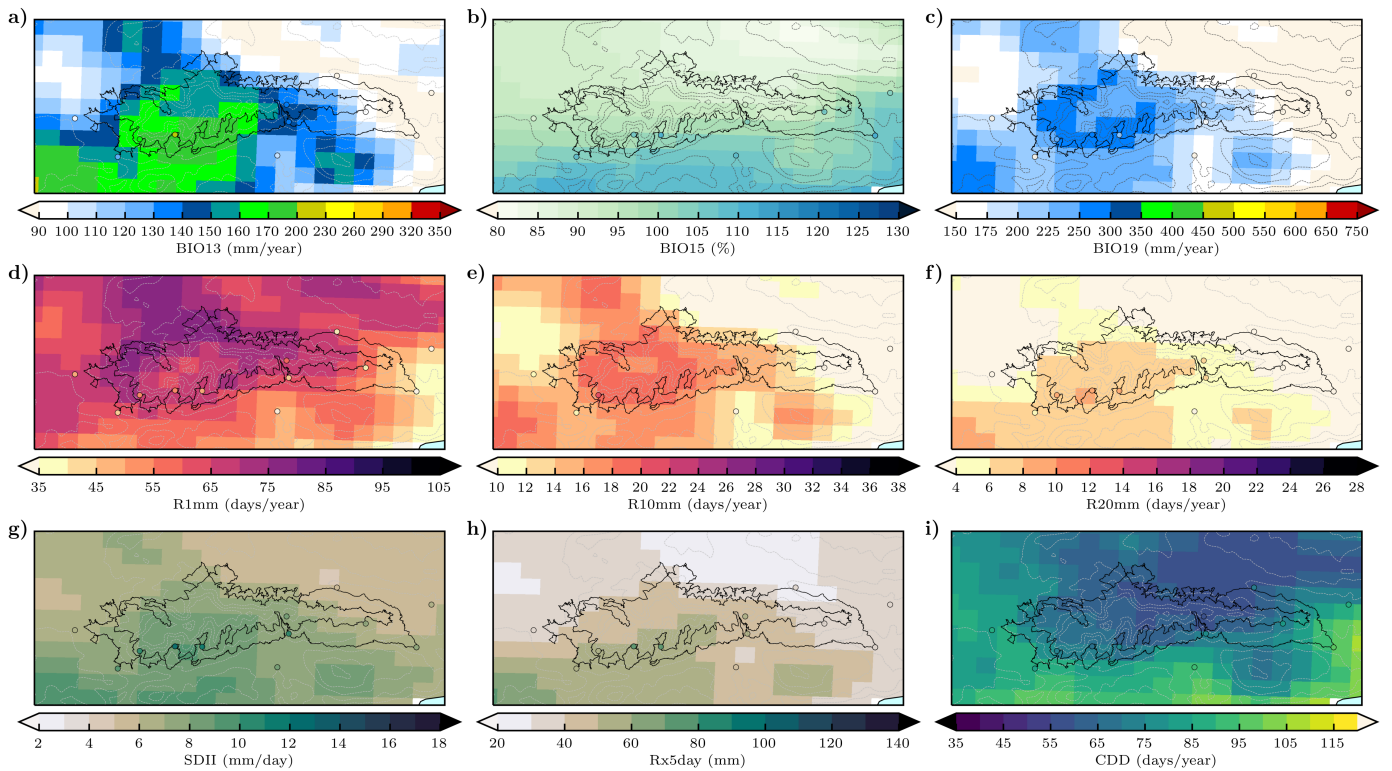 a)
b)
c)
90 100 110 120 130 140 150 160 170 200 230 260 290 320 350
BIO13 (mm/year)
80 85 90 95 100 105 110 115 120 125 130
BIO15 (%)
150 175 200 225 250 300 350 400 450 500 550 600 650 750
BIO19 (mm/year)
d)
e)
f)
35 45 49 55 59 65 71 75 81 85 92 95 105
R1mm (days/year)
10 12 14 16 18 20 22 24 26 28 30 32 34 36 38
R10mm (days/year)
4 6 8 10 12 14 16 18 20 22 24 26 28
R20mm (days/year)
g)
h)
i)
2 4 6 8 10 12 14 16 18
SDII (mm/day)
20 40 60 80 100 120 140
Rx5day (mm)
35 45 55 65 75 85 95 105 115
CDD (days/year)